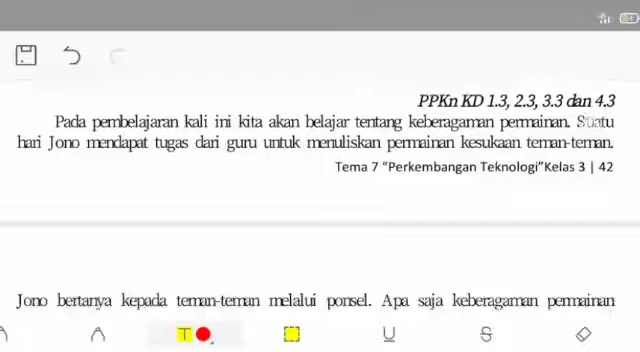 PPKn KD 1.3, 2.3, 3.3 dan 4.3
Pada pembelajaran kali ini kita akan belajar tentang keberagaman permainan. Suatu
hari Jono mendapat tugas dari guru untuk menuliskan permainan kesukaan teman-teman.
Tema 7 “Perkembangan Teknologi”Kelas 3 | 42
Jono bertanya kepada teman-teman melalui ponsel. Apa saja keberagaman permainan
T
U
S